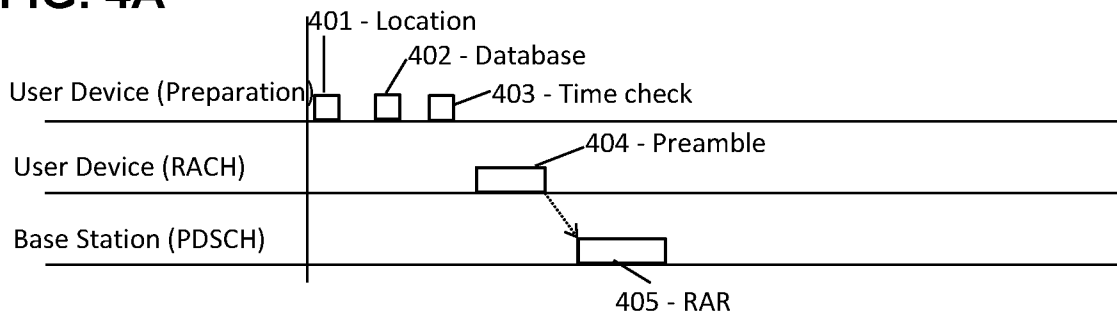 FIG. 4A
401 - Location
402 - Database
User Device (Preparation)
403 - Time check
404 - Preamble
User Device (RACH)
Base Station (PDSCH)
405 - RAR